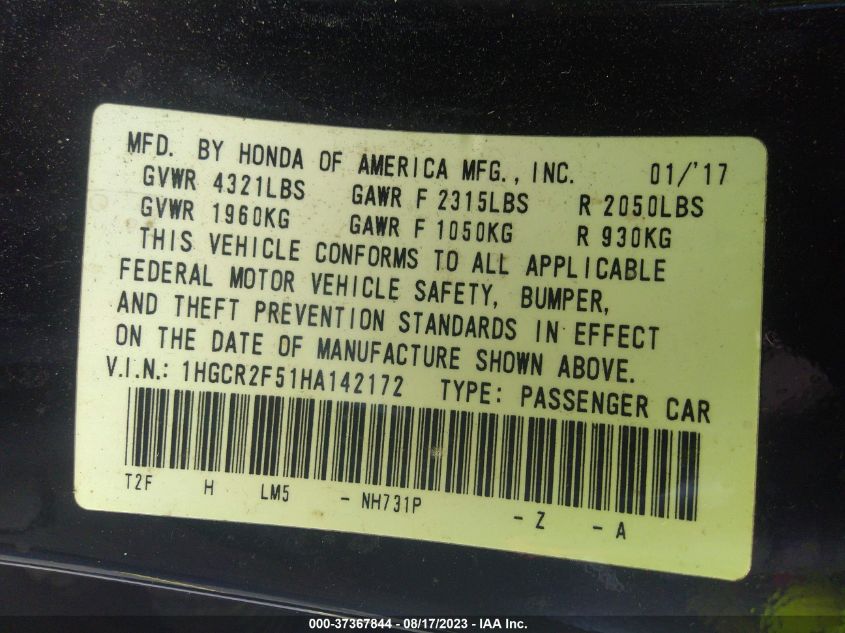 MFD. BY HONDA OF AMERICA MFG., INC. 01/'17
GVWR 4321LBS GAWR F 2315LBS R 2050LBS
GVWR 1960KG GAWR F 1050KG R 930KG
THIS VEHICLE CONFORMS TO ALL APPLICABLE
FEDERAL MOTOR VEHICLE SAFETY, BUMPER,
AND THEFT PREVENTION STANDARDS IN EFFECT
ON THE DATE OF MANUFACTURE SHOWN ABOVE.
V.I.N.: 1HGCR2F51HA142172 TYPE: PASSENGER CAR
T2F H LM5 - NH731P - Z - A
000-37367844 - 08/17/2023 - IAA Inc.